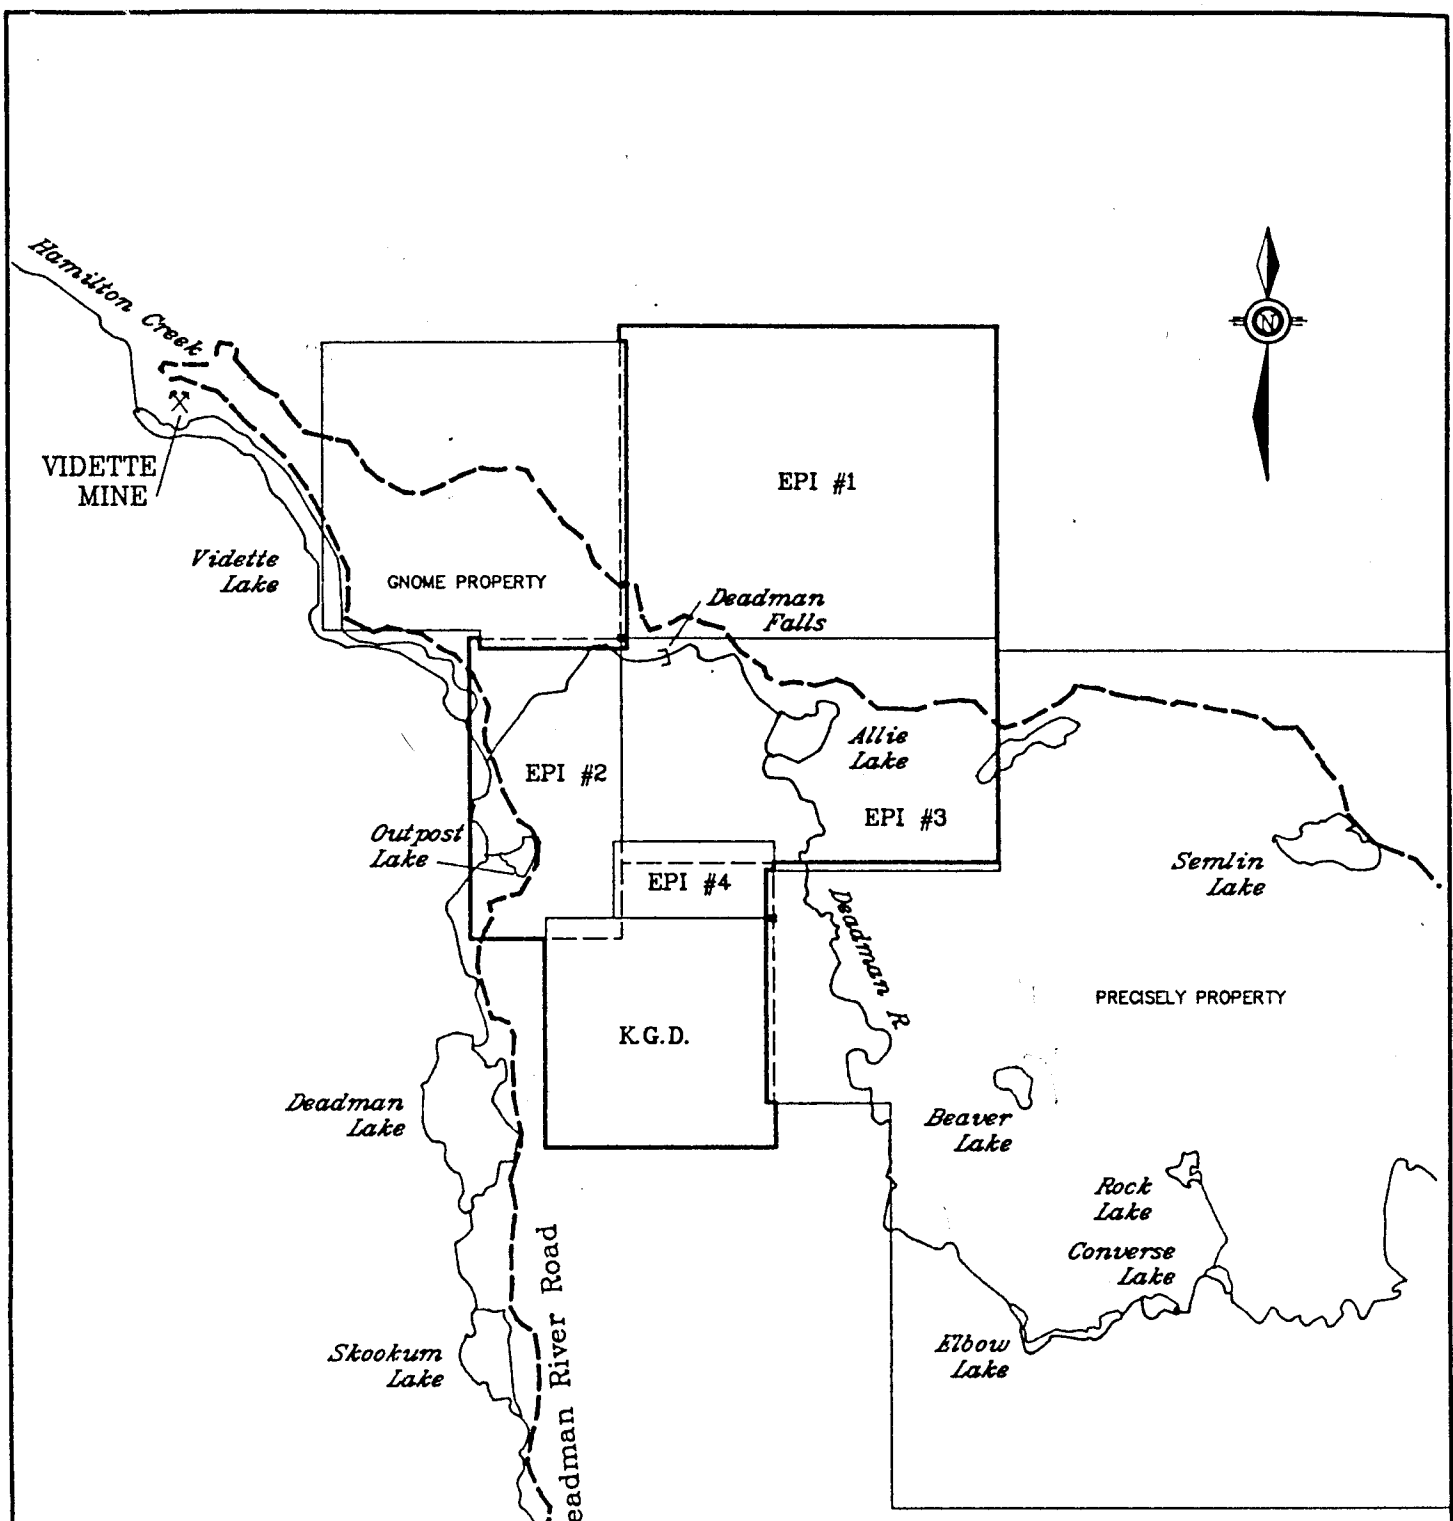 Hamilton Creek
N
VIDETTE
MINE
EPI #1
Vidette
Lake
GNOME PROPERTY
Deadman
Falls
Allie
Lake
EPI #2
EPI #3
Outpost
Lake
Semlin
Lake
EPI #4
Deadman R
PRECISELY PROPERTY
K.G.D.
Deadman
Lake
Beaver
Lake
Rock
Lake
Converse
Lake
Elbow
Lake
Skookum
Lake
eadman River Road